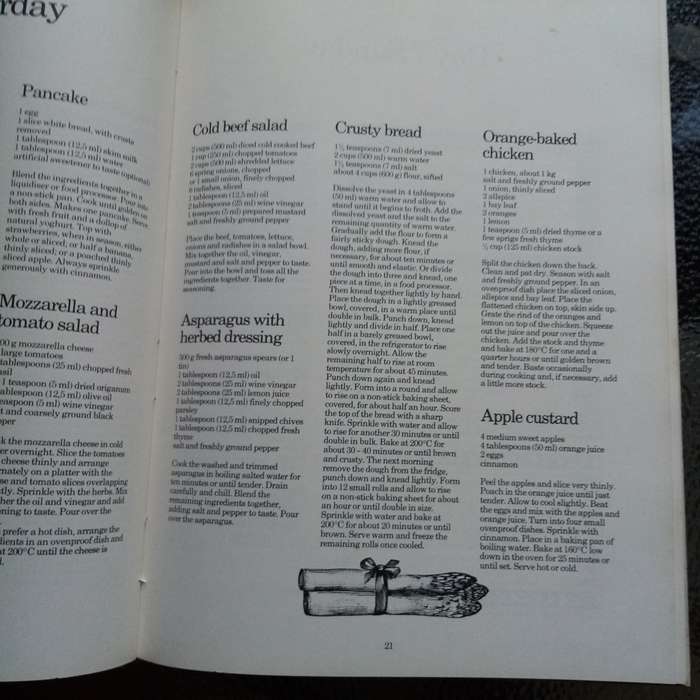 rday
Pancake
1 egg
1 slice white bread, with crusts
removed
1 tablespoon (12,5 ml) skim milk
1 tablespoon (12,5 ml) water
artificial sweetener to taste (optional)
Blend the ingredients together in a
liquidiser or food processor. Pour into
a non-stick pan. Cook until golden on
both sides. Makes one pancake. Serve
with fresh fruit and a dollop of
natural yoghurt. Top with
strawberries, when in season, either
whole or sliced; or half a banana,
thinly sliced; or a poached thinly
sliced apple. Always sprinkle
generously with cinnamon.
Mozzarella and
tomato salad
00 g mozzarella cheese
large tomatoes
tablespoons (25 ml) chopped fresh
asil
1 teaspoon (5 ml) dried origanum
tablespoon (12,5 ml) olive oil
teaspoon (5 ml) wine vinegar
t and coarsely ground black
pper
k the mozzarella cheese in cold
er overnight. Slice the tomatoes
cheese thinly and arrange
mately on a platter with the
se and tomato slices overlapping
tly. Sprinkle with the herbs. Mix
her the oil and vinegar and add
oning to taste. Pour over the
prefer a hot dish, arrange the
dients in an ovenproof dish and
at 200°C until the cheese is
Cold beef salad
2 cups (500 ml) diced cold cooked beef
1 cup (250 ml) chopped tomatoes
2 cups (500 ml) shredded lettuce
6 spring onions, chopped
or 1 small onion, finely chopped
4 radishes, sliced
1 tablespoon (12,5 ml) oil
2 tablespoons (25 ml) wine vinegar
1 teaspoon (5 ml) prepared mustard
salt and freshly ground pepper
Place the beef, tomatoes, lettuce,
onions and radishes in a salad bowl.
Mix together the oil, vinegar,
mustard and salt and pepper to taste.
Pour into the bowl and toss all the
ingredients together. Taste for
seasoning.
Asparagus with
herbed dressing
300 g fresh asparagus spears (or 1
tin)
1 tablespoon (12,5 ml) oil
2 tablespoons (25 ml) wine vinegar
2 tablespoons (25 ml) lemon juice
1 tablespoon (12,5 ml) finely chopped
parsley
1 tablespoon (12,5 ml) snipped chives
1 tablespoon (12,5 ml) chopped fresh
thyme
salt and freshly ground pepper
Cook the washed and trimmed
asparagus in boiling salted water for
ten minutes or until tender. Drain
carefully and chill. Blend the
remaining ingredients together,
adding salt and pepper to taste. Pour
over the asparagus.
Crusty bread
1½ teaspoons (7 ml) dried yeast
2 cups (500 ml) warm water
1½ teaspoons (7 ml) salt
about 4 cups (600 g) flour, sifted
Dissolve the yeast in 4 tablespoons
(50 ml) warm water and allow to
stand until it begins to froth. Add the
dissolved yeast and the salt to the
remaining quantity of warm water.
Gradually add the flour to form a
fairly sticky dough. Knead the
dough, adding more flour, if
necessary, for about ten minutes or
until smooth and elastic. Or divide
the dough into three and knead, one
piece at a time, in a food processor.
Then knead together lightly by hand.
Place the dough in a lightly greased
bowl, covered, in a warm place until
double in bulk. Punch down, knead
lightly and divide in half. Place one
half in a barely greased bowl,
covered, in the refrigerator to rise
slowly overnight. Allow the
remaining half to rise at room
temperature for about 45 minutes.
Punch down again and knead
lightly. Form into a round and allow
to rise on a non-stick baking sheet,
covered, for about half an hour. Score
the top of the bread with a sharp
knife. Sprinkle with water and allow
to rise for another 30 minutes or until
double in bulk. Bake at 200°C for
about 30 – 40 minutes or until brown
and crusty. The next morning
remove the dough from the fridge,
punch down and knead lightly. Form
into 12 small rolls and allow to rise
on a non-stick baking sheet for about
an hour or until double in size.
Sprinkle with water and bake at
200°C for about 20 minutes or until
brown. Serve warm and freeze the
remaining rolls once cooled.
Orange-baked
chicken
1 chicken, about 1 kg
salt and freshly ground pepper
1 onion, thinly sliced
2 allspice
1 bay leaf
2 oranges
1 lemon
1 teaspoon (5 ml) dried thyme or a
few sprigs fresh thyme
½ cup (125 ml) chicken stock
Split the chicken down the back.
Clean and pat dry. Season with salt
and freshly ground pepper. In an
ovenproof dish place the sliced onion,
allspice and bay leaf. Place the
flattened chicken on top, skin side up.
Grate the rind of the oranges and
lemon on top of the chicken. Squeeze
out the juice and pour over the
chicken. Add the stock and thyme
and bake at 180°C for one and a
quarter hours or until golden brown
and tender. Baste occasionally
during cooking and, if necessary, add
a little more stock.
Apple custard
4 medium sweet apples
4 tablespoons (50 ml) orange juice
2 eggs
cinnamon
Peel the apples and slice very thinly.
Poach in the orange juice until just
tender. Allow to cool slightly. Beat
the eggs and mix with the apples and
orange juice. Turn into four small
ovenproof dishes. Sprinkle with
cinnamon. Place in a baking pan of
boiling water. Bake at 160°C low
down in the oven for 25 minutes or
until set. Serve hot or cold.
21